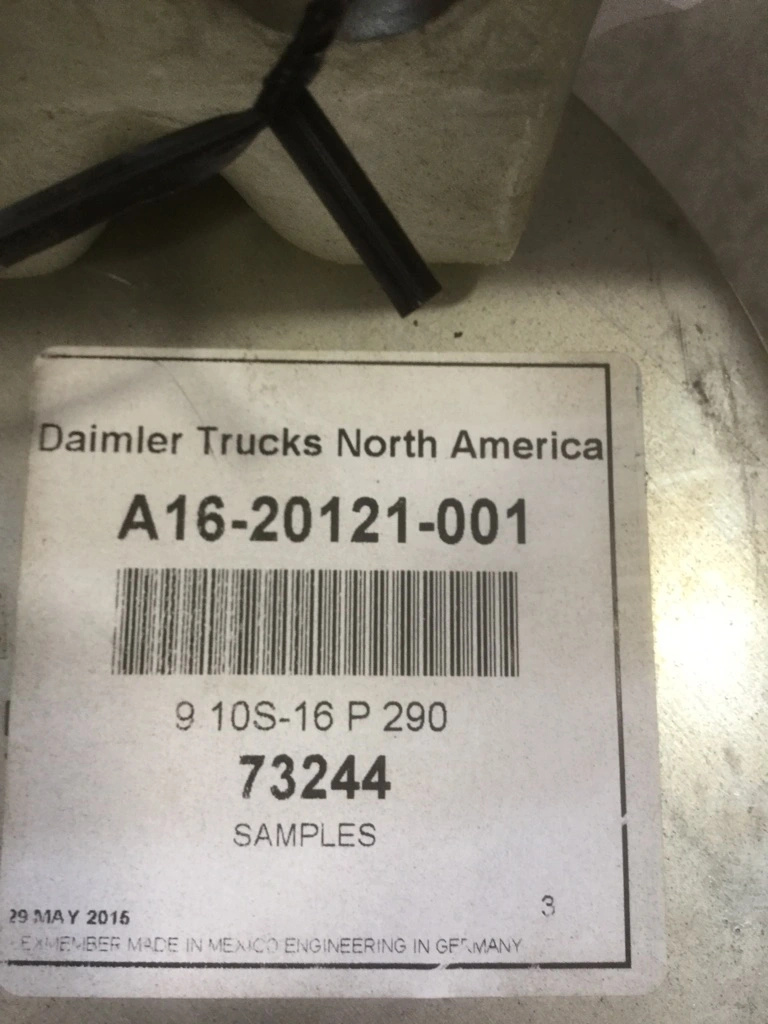 Daimler Trucks North America
A16-20121-001
9 10S-16 P 290
73244
SAMPLES
3
29 MAY 2015
MADE IN MEXICO ENGINEERING IN GERMANY